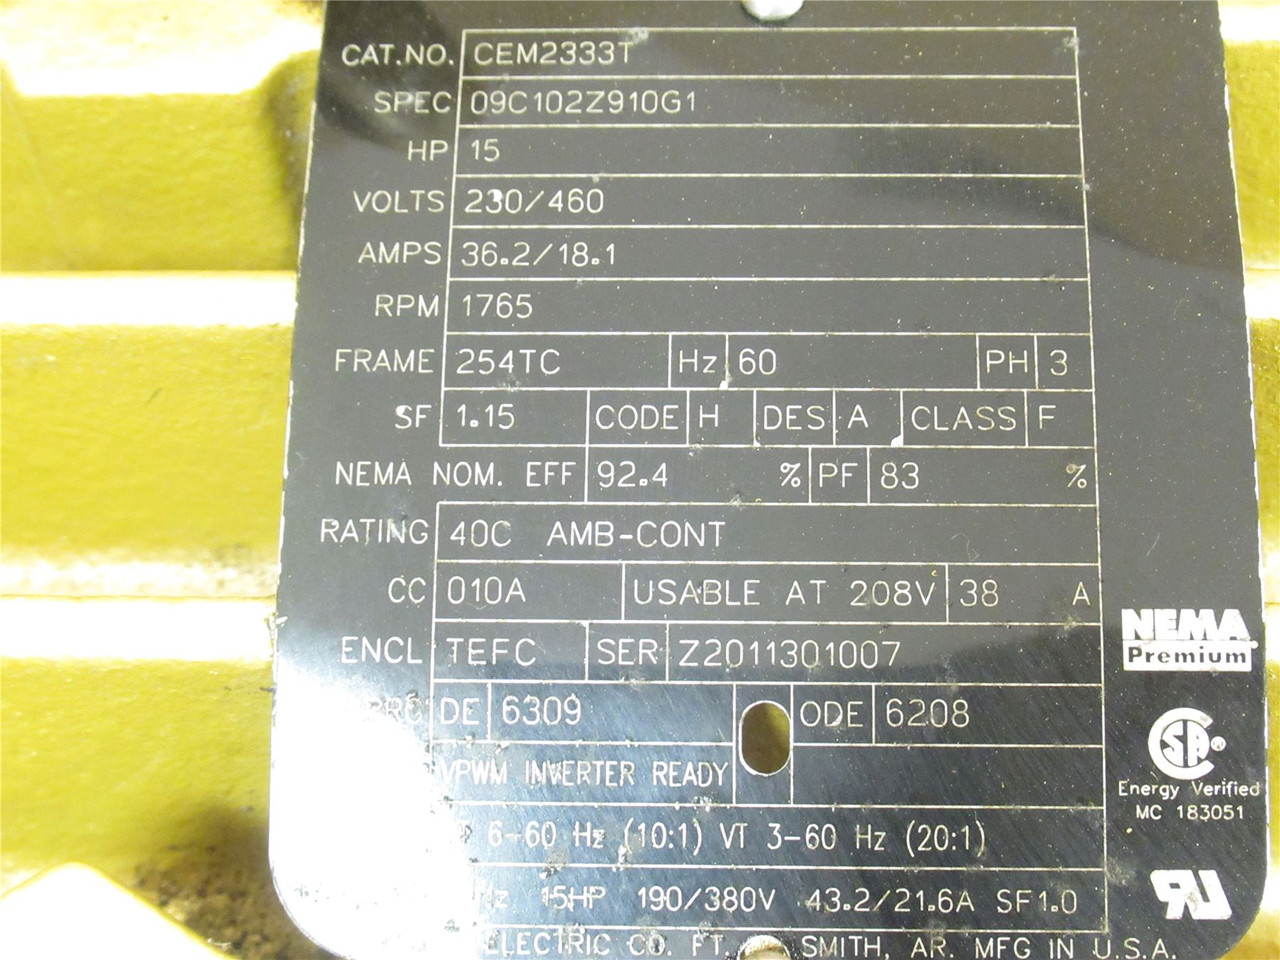 CAT.NO. CEM2333T
SPEC 09C102Z910G1
HP 15
VOLTS 230/460
AMPS 36.2/18.1
RPM 1765
FRAME 254TC Hz 60 PH 3
SF 1.15 CODE H DES A CLASS F
NEMA NOM. EFF 92.4 % PF 83 %
RATING 40C AMB-CONT
CC 010A USABLE AT 208V 38 A
ENCL TEFC SER Z2011301007
BRG DE 6309 ODE 6208
VPWM INVERTER READY
6-60 Hz (10:1) VT 3-60 Hz (20:1)
Hz 15HP 190/380V 43.2/21.6A SF1.0
ELECTRIC CO. FT. SMITH, AR. MFG IN U.S.A.
NEMA
Premium
SA ®
Energy Verified
MC 183051